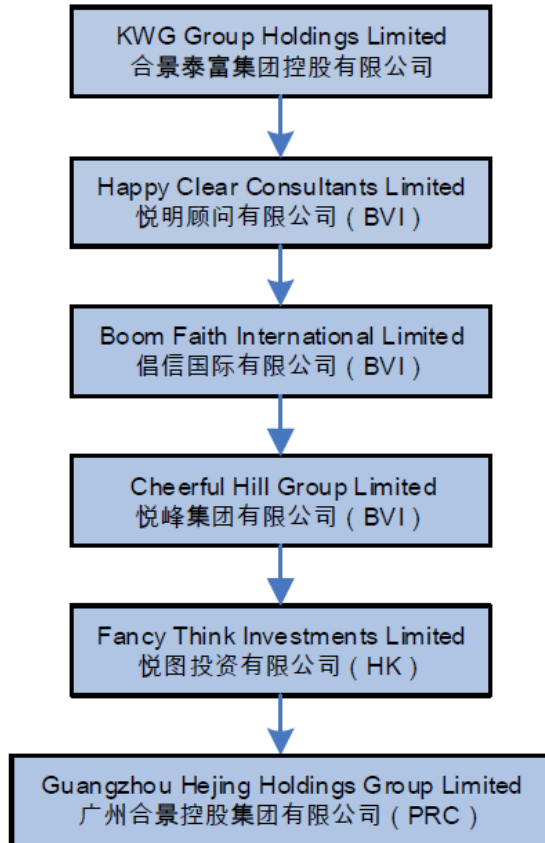 KWG Group Holdings Limited
合景泰富集团控股有限公司
Happy Clear Consultants Limited
悦明顾问有限公司（BVI）
Boom Faith International Limited
倡信国际有限公司（BVI）
Cheerful Hill Group Limited
悦峰集团有限公司（BVI）
Fancy Think Investments Limited
悦图投资有限公司（HK）
Guangzhou Hejing Holdings Group Limited
广州合景控股集团有限公司（PRC）